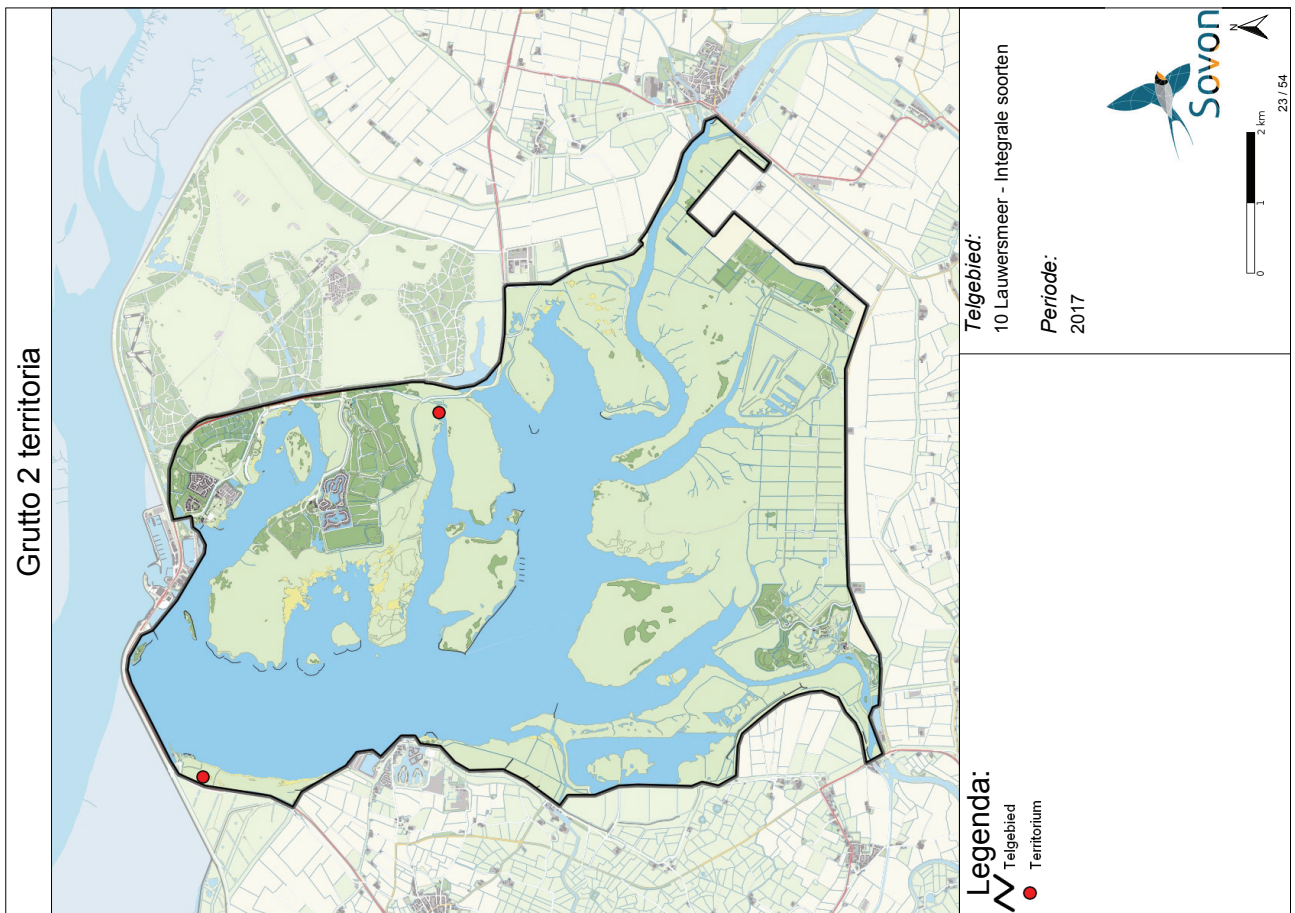 Grutto 2 territoria
Legenda:
Telgebied
Territorium
Telgebied:
10 Lauwersmeer - Integrale soorten
Periode:
2017
Sovon
N
0 1 2 km
23 / 54